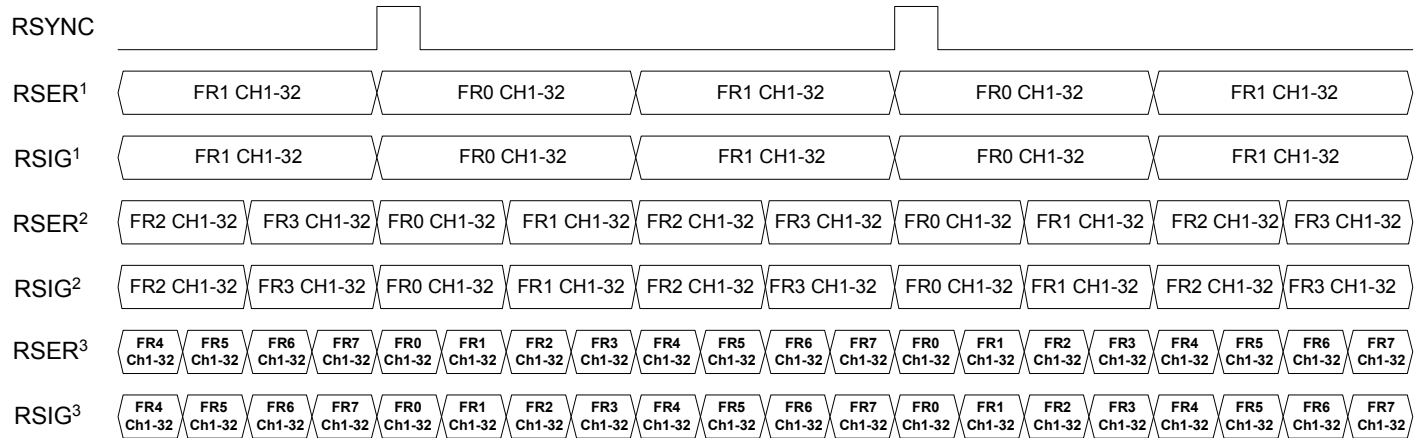 RSYNC
RSER¹ FR1 CH1-32 FR0 CH1-32 FR1 CH1-32 FR0 CH1-32 FR1 CH1-32
RSIG¹ FR1 CH1-32 FR0 CH1-32 FR1 CH1-32 FR0 CH1-32 FR1 CH1-32
RSER² FR2 CH1-32 FR3 CH1-32 FR0 CH1-32 FR1 CH1-32 FR2 CH1-32 FR3 CH1-32 FR0 CH1-32 FR1 CH1-32 FR2 CH1-32 FR3 CH1-32
RSIG² FR2 CH1-32 FR3 CH1-32 FR0 CH1-32 FR1 CH1-32 FR2 CH1-32 FR3 CH1-32 FR0 CH1-32 FR1 CH1-32 FR2 CH1-32 FR3 CH1-32
RSER³ FR4 FR5 FR6 FR7 FR0 FR1 FR2 FR3 FR4 FR5 FR6 FR7 FR0 FR1 FR2 FR3 FR4 FR5 FR6 FR7
Ch1-32 Ch1-32 Ch1-32 Ch1-32 Ch1-32 Ch1-32 Ch1-32 Ch1-32 Ch1-32 Ch1-32 Ch1-32 Ch1-32 Ch1-32 Ch1-32 Ch1-32 Ch1-32 Ch1-32 Ch1-32 Ch1-32 Ch1-32
RSIG³ FR4 FR5 FR6 FR7 FR0 FR1 FR2 FR3 FR4 FR5 FR6 FR7 FR0 FR1 FR2 FR3 FR4 FR5 FR6 FR7
Ch1-32 Ch1-32 Ch1-32 Ch1-32 Ch1-32 Ch1-32 Ch1-32 Ch1-32 Ch1-32 Ch1-32 Ch1-32 Ch1-32 Ch1-32 Ch1-32 Ch1-32 Ch1-32 Ch1-32 Ch1-32 Ch1-32 Ch1-32